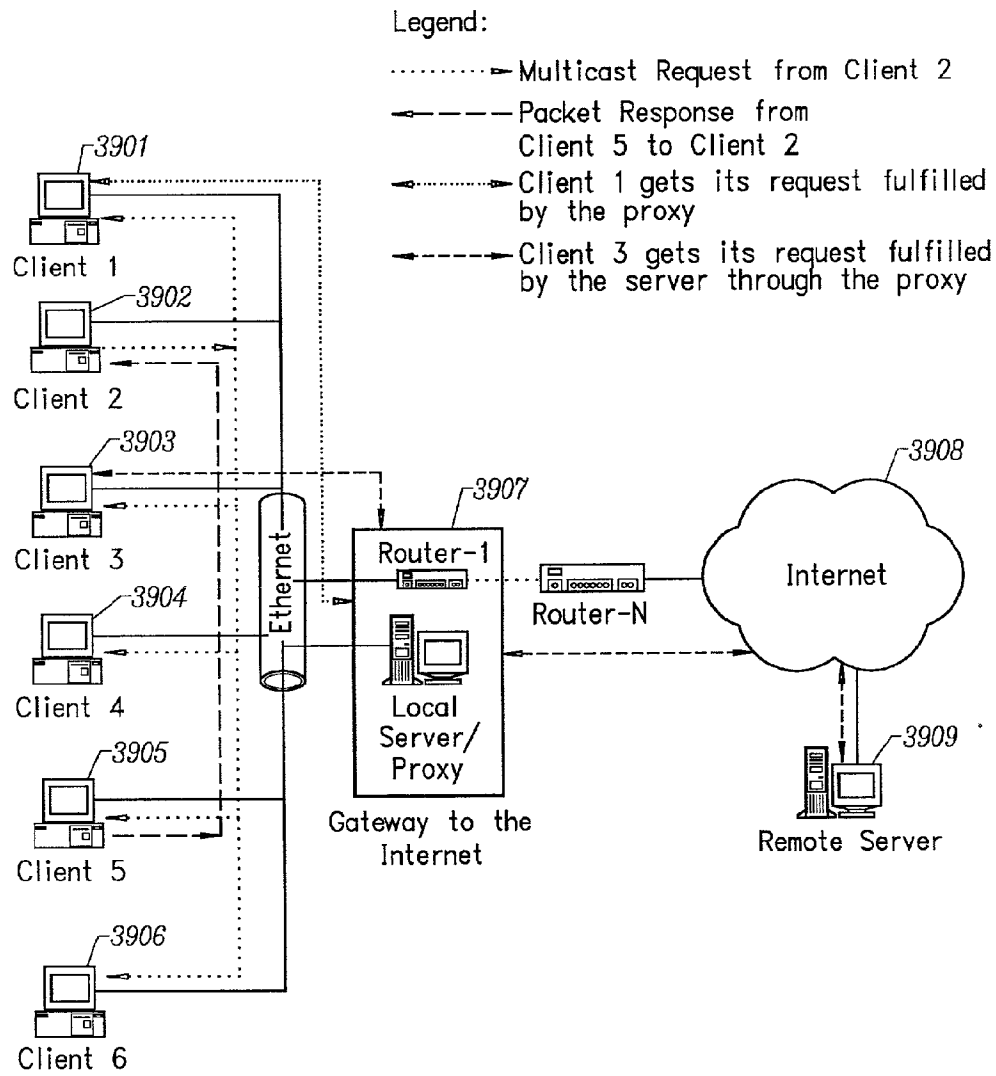 Legend:
Multicast Request from Client 2
Packet Response from
Client 5 to Client 2
Client 1 gets its request fulfilled
by the proxy
Client 3 gets its request fulfilled
by the server through the proxy
3901
Client 1
3902
Client 2
3903
Client 3
3904
Client 4
3905
Client 5
3906
Client 6
Ethernet
3907
Router-1
Local
Server/
Proxy
Gateway to the
Internet
Router-N
3908
Internet
3909
Remote Server